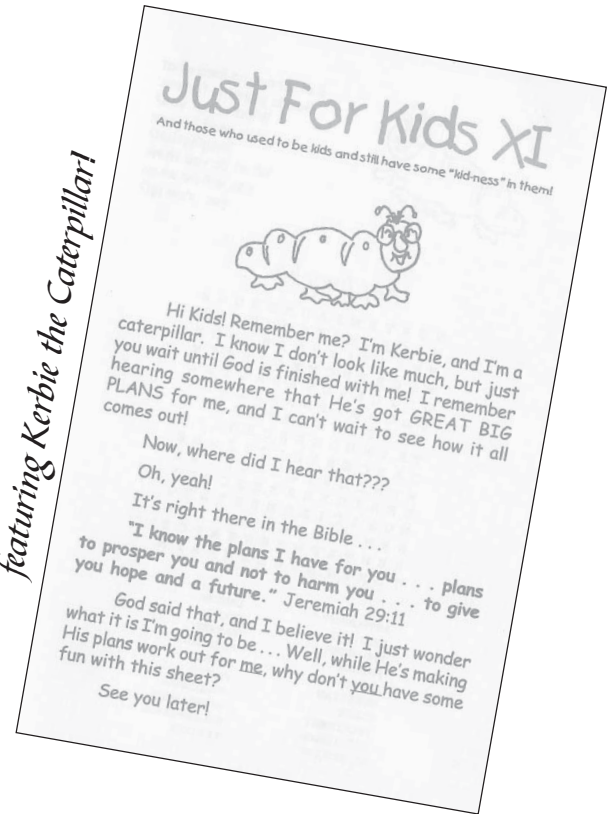 featuring Kerbie the Caterpillar!
Just For Kids XI
And those who used to be kids and still have some "kid-ness" in them!
Hi Kids! Remember me? I'm Kerbie, and I'm a
caterpillar. I know I don't look like much, but just
you wait until God is finished with me! I remember
hearing somewhere that He's got GREAT BIG
PLANS for me, and I can't wait to see how it all
comes out!
Now, where did I hear that???
Oh, yeah!
It's right there in the Bible . . .
"I know the plans I have for you . . . plans
to prosper you and not to harm you . . . to give
you hope and a future." Jeremiah 29:11
God said that, and I believe it! I just wonder
what it is I'm going to be . . . Well, while He's making
His plans work out for me, why don't you have some
fun with this sheet?
See you later!